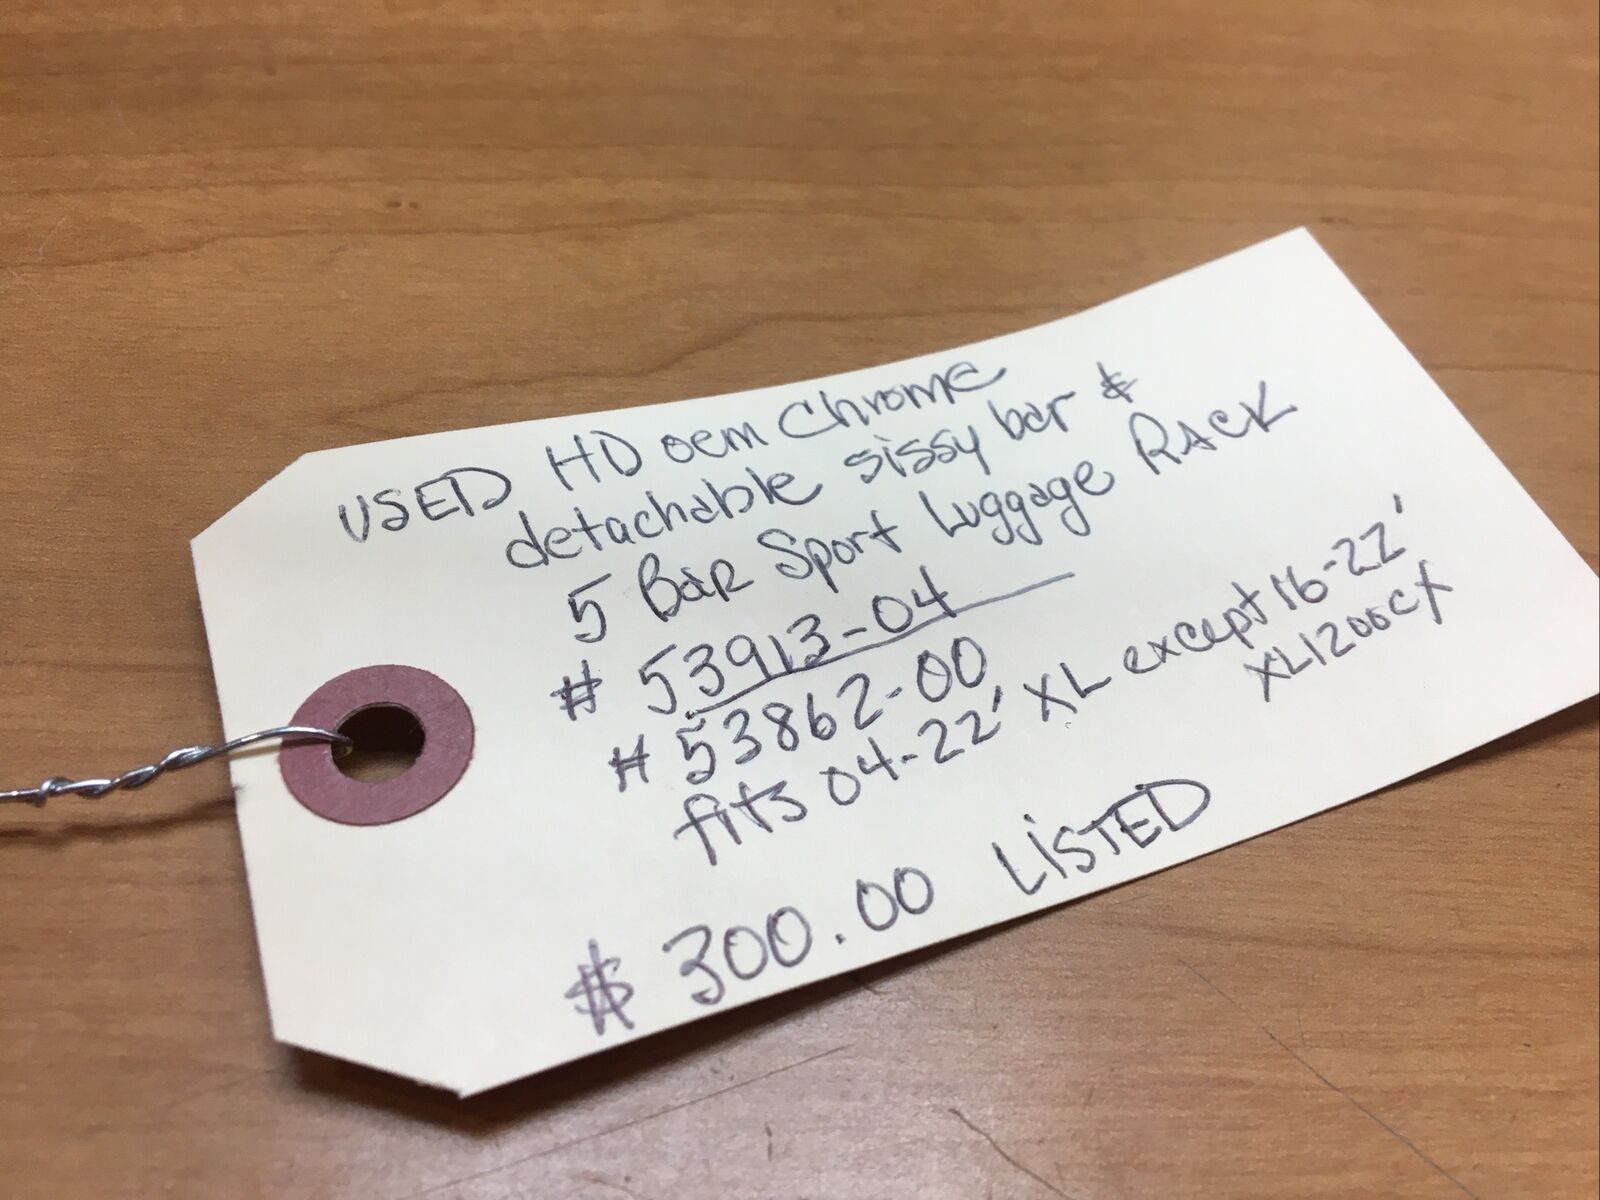 USED HD oem Chrome
detachable sissy bar &
5 Bar Sport Luggage RACK
# 53913-04
# 53862-00
fits 04-22' XL except 16-22'
XL1200CX
$ 300.00 LiSTED